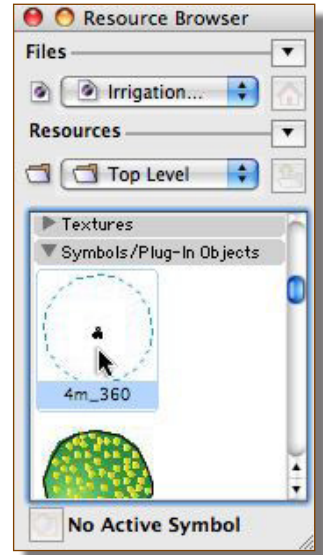 Resource Browser
Files
Irrigation...
Resources
Top Level
Textures
Symbols/Plug-In Objects
4m_360
No Active Symbol